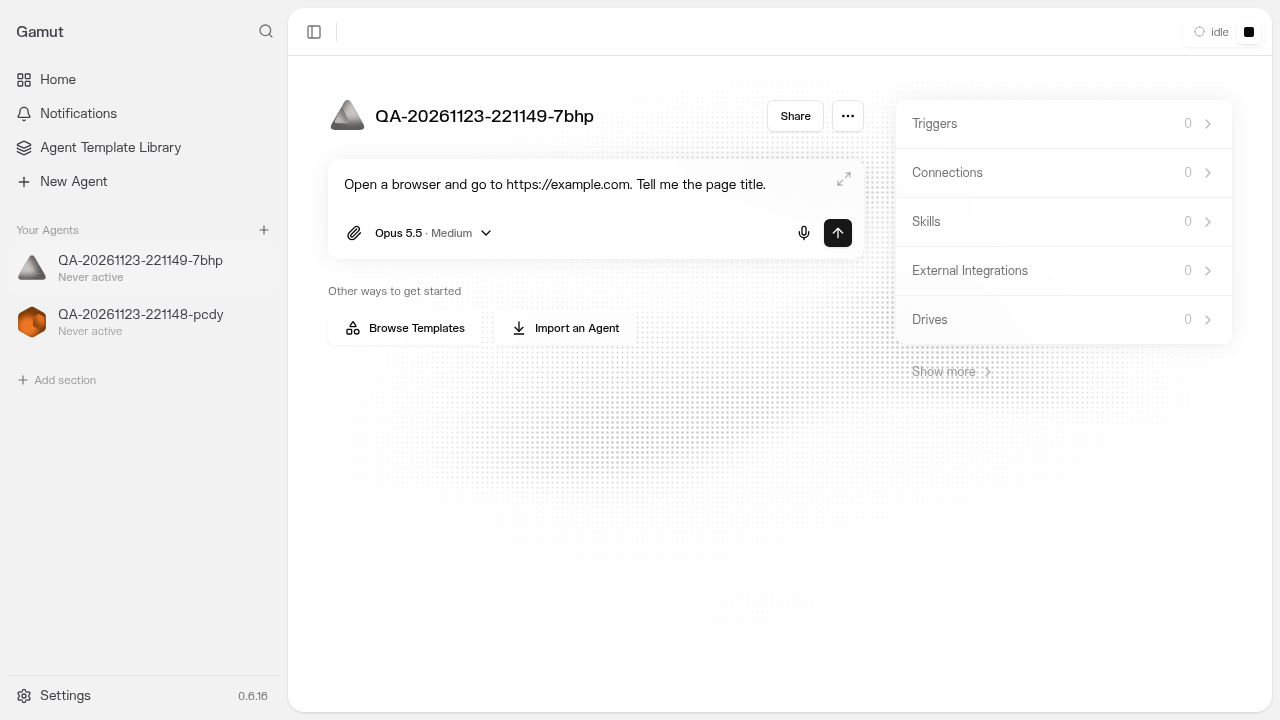 Gamut
Home
Notifications
Agent Template Library
New Agent
Your Agents
QA-20261123-221149-7bhp
Never active
QA-20261123-221148-pcdy
Never active
Add section
Settings
0.6.16
idle
QA-20261123-221149-7bhp
Share
Open a browser and go to https://example.com. Tell me the page title.
Opus 5.5 · Medium
Other ways to get started
Browse Templates
Import an Agent
Triggers 0
Connections 0
Skills 0
External Integrations 0
Drives 0
Show more